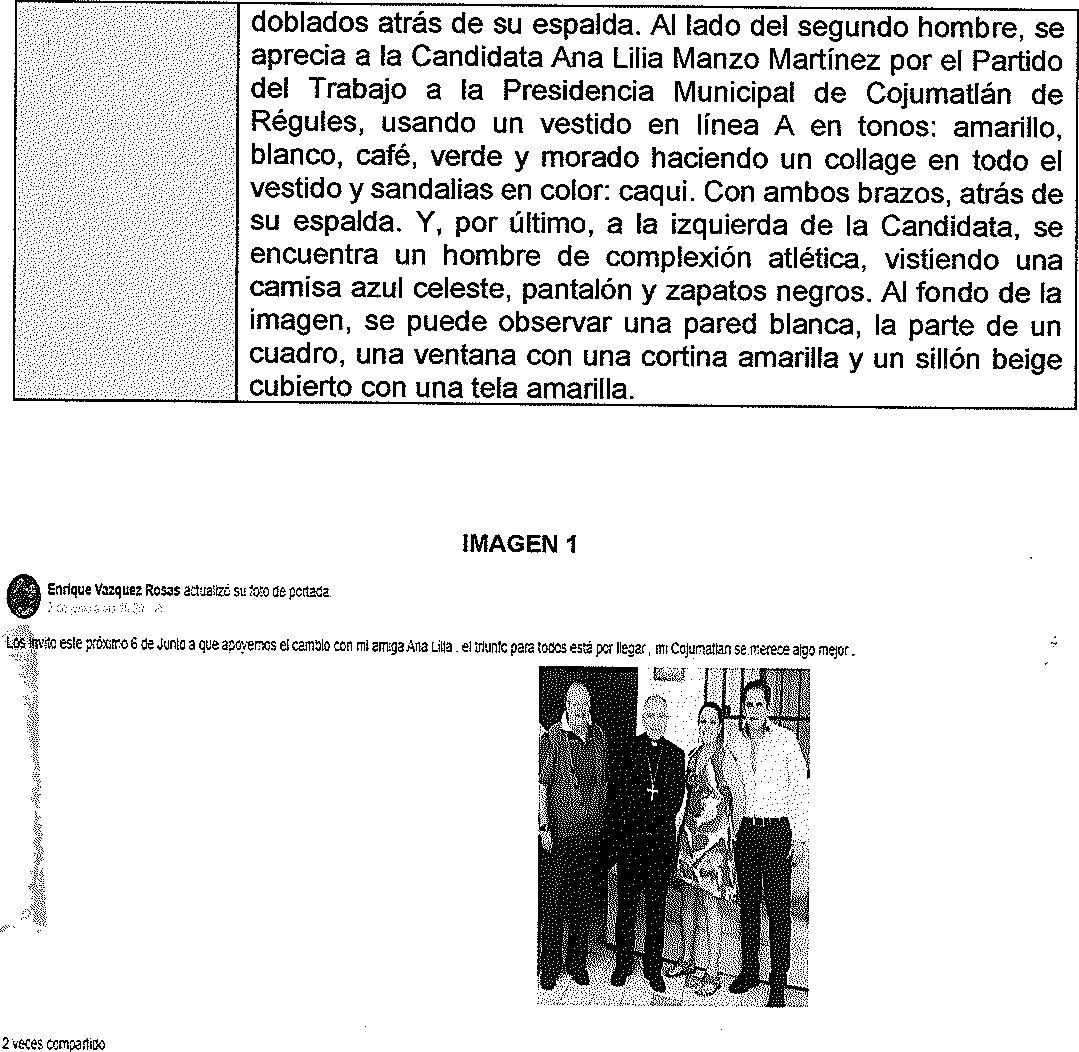 doblados atrás de su espalda. Al lado del segundo hombre, se
aprecia a la Candidata Ana Lilia Manzo Martínez por el Partido
del Trabajo a la Presidencia Municipal de Cojumatlán de
Régules, usando un vestido en línea A en tonos: amarillo,
blanco, café, verde y morado haciendo un collage en todo el
vestido y sandalias en color: caqui. Con ambos brazos, atrás de
su espalda. Y, por último, a la izquierda de la Candidata, se
encuentra un hombre de complexión atlética, vistiendo una
camisa azul celeste, pantalón y zapatos negros. Al fondo de la
imagen, se puede observar una pared blanca, la parte de un
cuadro, una ventana con una cortina amarilla y un sillón beige
cubierto con una tela amarilla.
IMAGEN 1
Enrique Vazquez Rosas actualizó su foto de portada.
Los invito este próximo 6 de Junio a que apoyemos el cambio con mi amiga Ana Lilia . el triunfo para todos está por llegar , mi Cojumatlan se merece algo mejor .
2 veces compartido